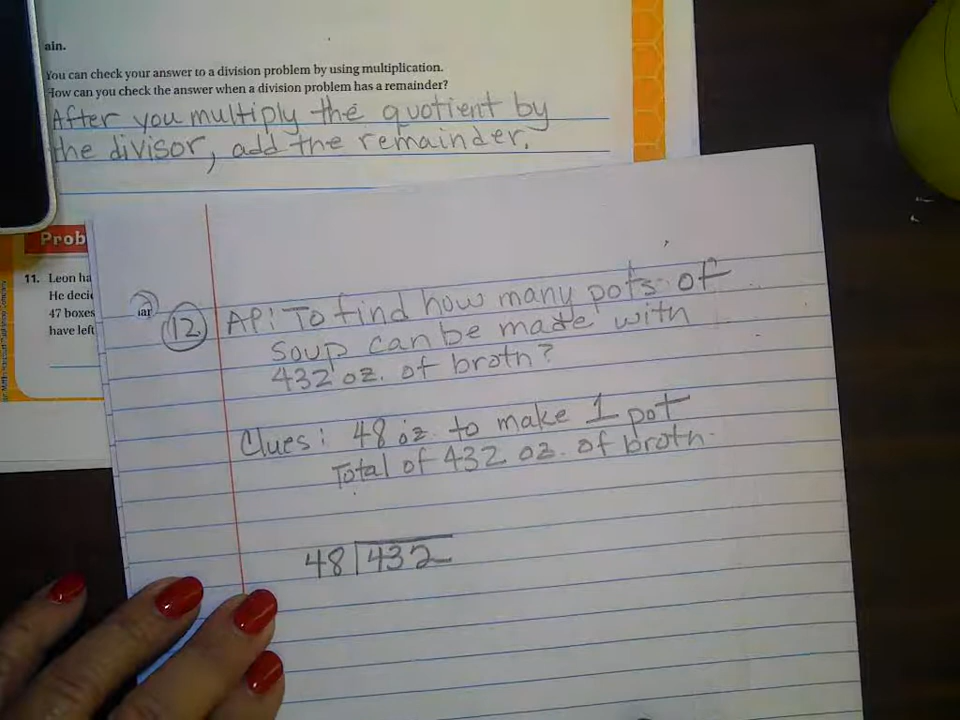 ain.
You can check your answer to a division problem by using multiplication.
How can you check the answer when a division problem has a remainder?
After you multiply the quotient by
the divisor, add the remainder.
Prob
11. Leon ha
He decid
47 boxes
have left
iar
12 AP: To find how many pots of
soup can be made with
432 oz. of broth?
Clues: 48 oz. to make 1 pot
Total of 432 oz. of broth.
48 432